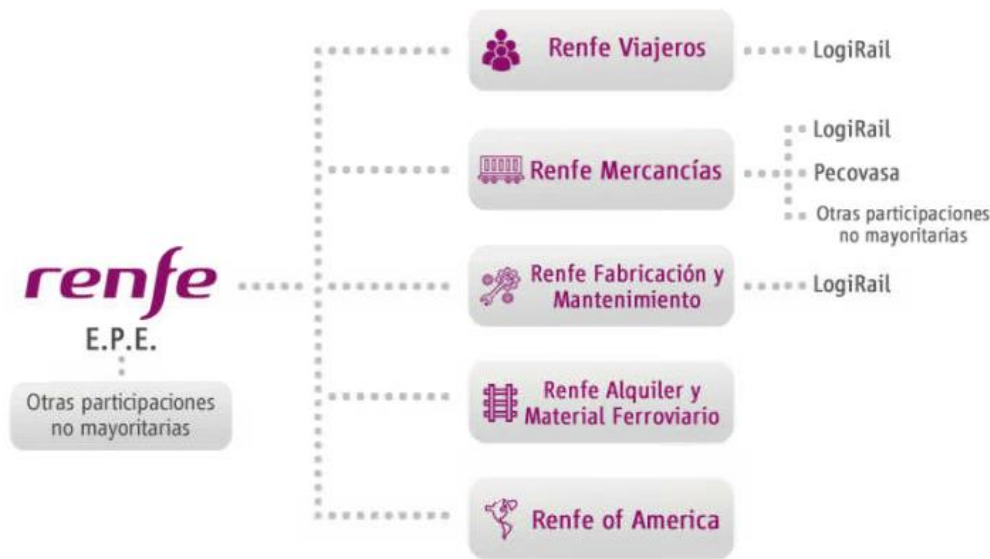 Renfe Viajeros
LogiRail
Renfe Mercancías
LogiRail
Pecovasa
Otras participaciones
no mayoritarias
renfe
E.P.E.
Otras participaciones
no mayoritarias
Renfe Fabricación y
Mantenimiento
LogiRail
Renfe Alquiler y
Material Ferroviario
Renfe of America